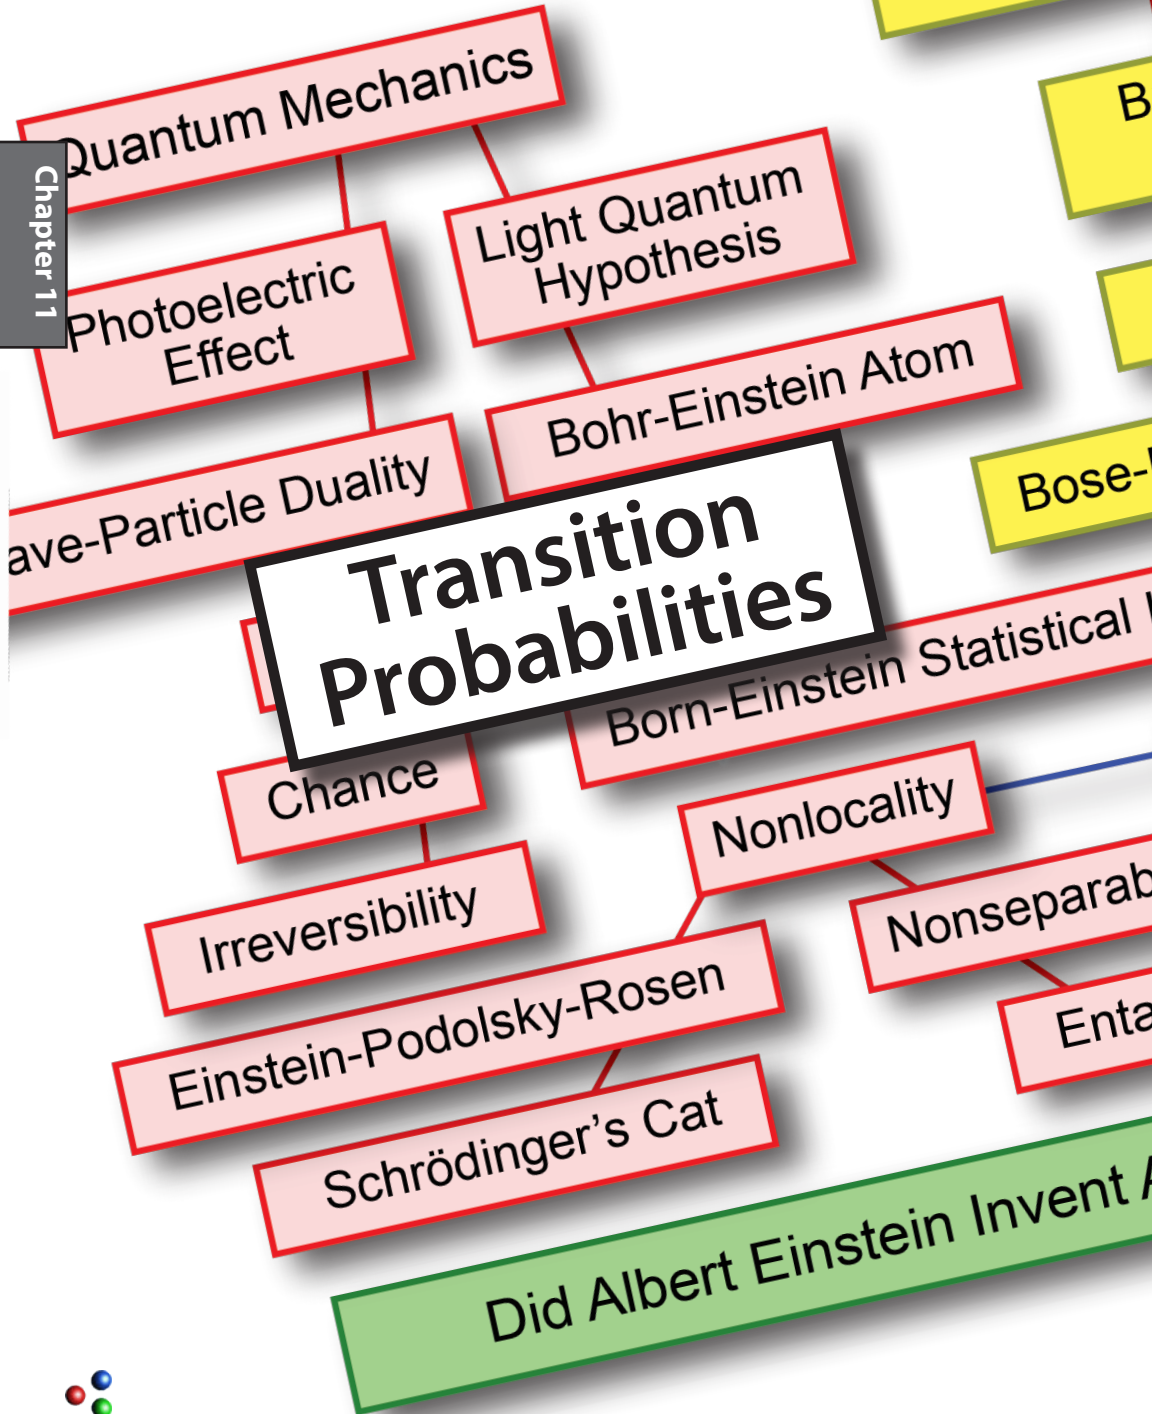 Quantum Mechanics
Chapter 11
Light Quantum
Hypothesis
Photoelectric
Effect
Bohr-Einstein Atom
ave-Particle Duality
Bose-
Transition
Probabilities
Born-Einstein Statistical
Chance
Nonlocality
Irreversibility
Nonseparab
Einstein-Podolsky-Rosen
Enta
Schrödinger’s Cat
Did Albert Einstein Invent A
B